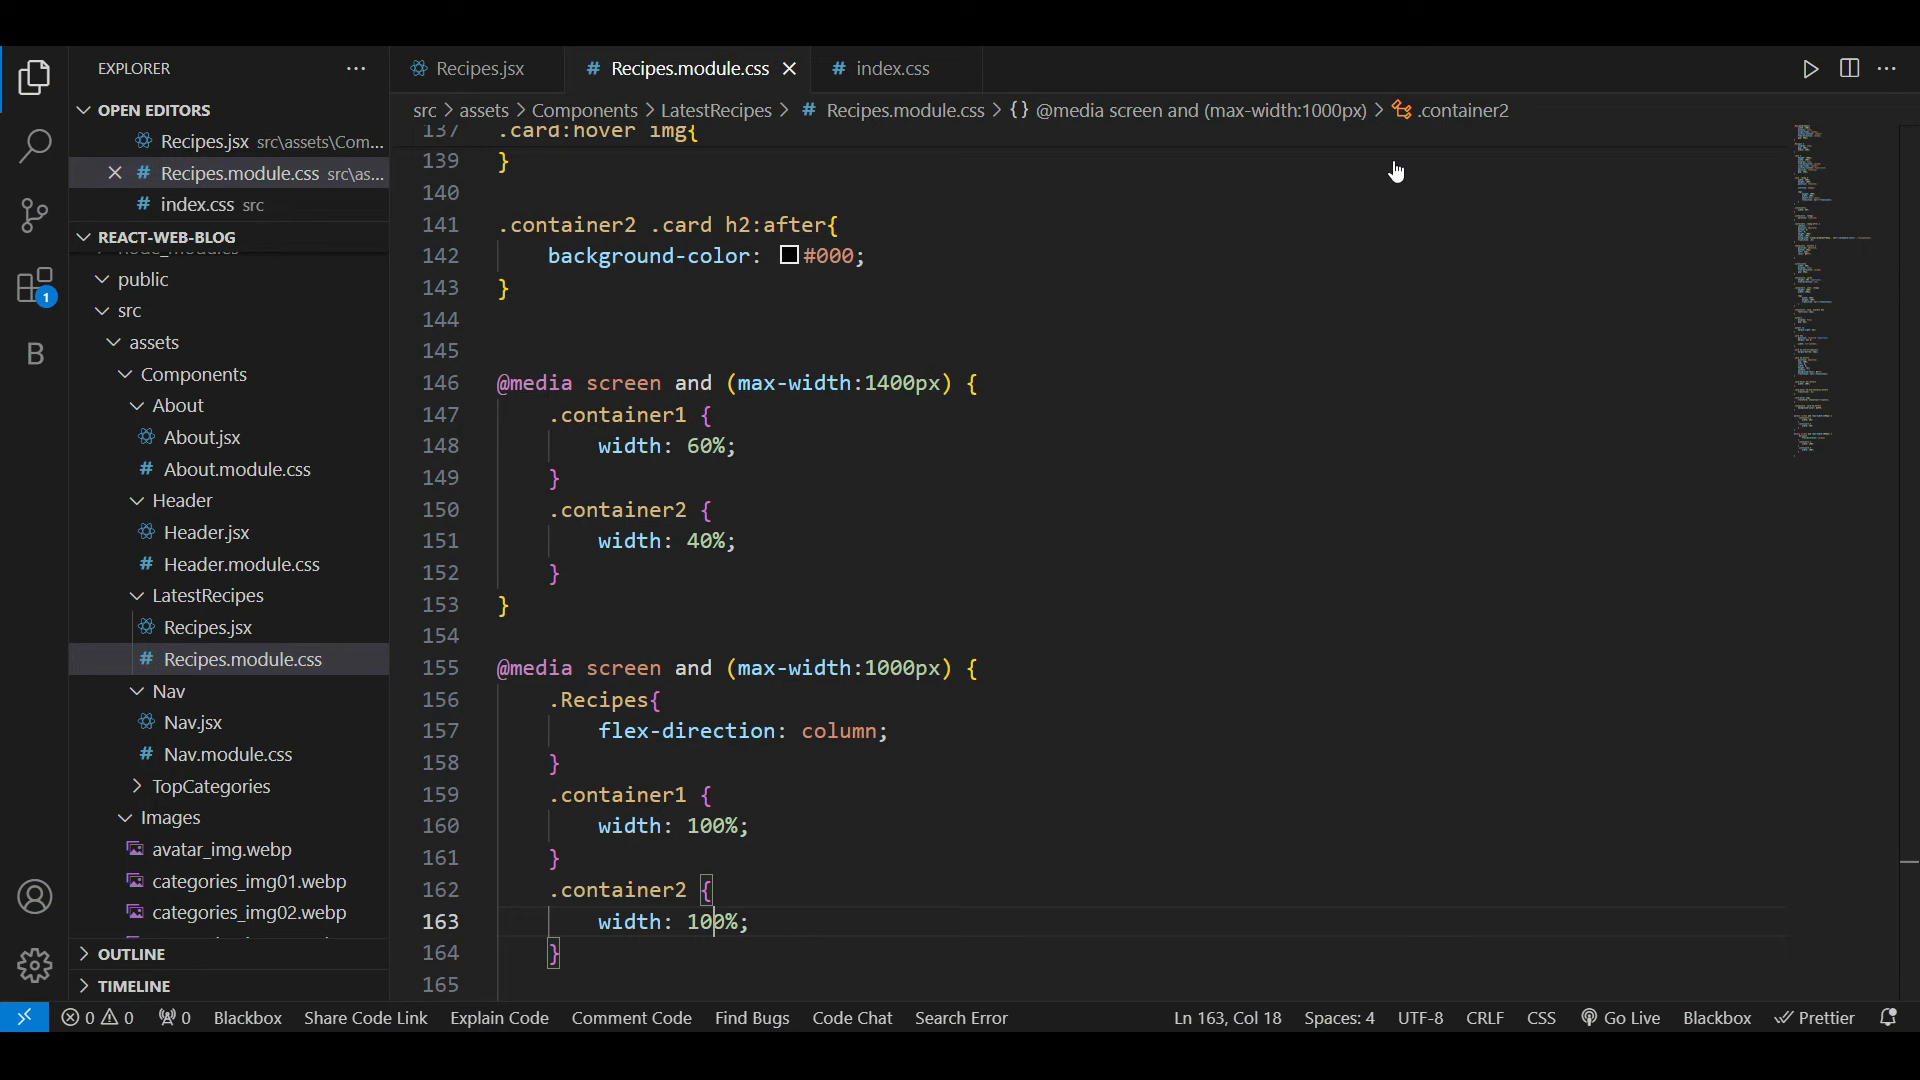 EXPLORER
OPEN EDITORS
Recipes.jsx src\assets\Com...
Recipes.module.css src\as...
index.css src
REACT-WEB-BLOG
node_modules
public
src
assets
Components
About
About.jsx
About.module.css
Header
Header.jsx
Header.module.css
LatestRecipes
Recipes.jsx
Recipes.module.css
Nav
Nav.jsx
Nav.module.css
TopCategories
Images
avatar_img.webp
categories_img01.webp
categories_img02.webp
OUTLINE
TIMELINE
1
B
Recipes.jsx
# Recipes.module.css
# index.css
src > assets > Components > LatestRecipes > # Recipes.module.css > {} @media screen and (max-width:1000px) > .container2
137 .card:hover img{
139 }
140
141 .container2 .card h2:after{
142 background-color: #000;
143 }
144
145
146 @media screen and (max-width:1400px) {
147 .container1 {
148 width: 60%;
149 }
150 .container2 {
151 width: 40%;
152 }
153 }
154
155 @media screen and (max-width:1000px) {
156 .Recipes{
157 flex-direction: column;
158 }
159 .container1 {
160 width: 100%;
161 }
162 .container2 {
163 width: 100%;
164 }
165
0 0 0 Blackbox Share Code Link Explain Code Comment Code Find Bugs Code Chat Search Error Ln 163, Col 18 Spaces: 4 UTF-8 CRLF CSS Go Live Blackbox Prettier